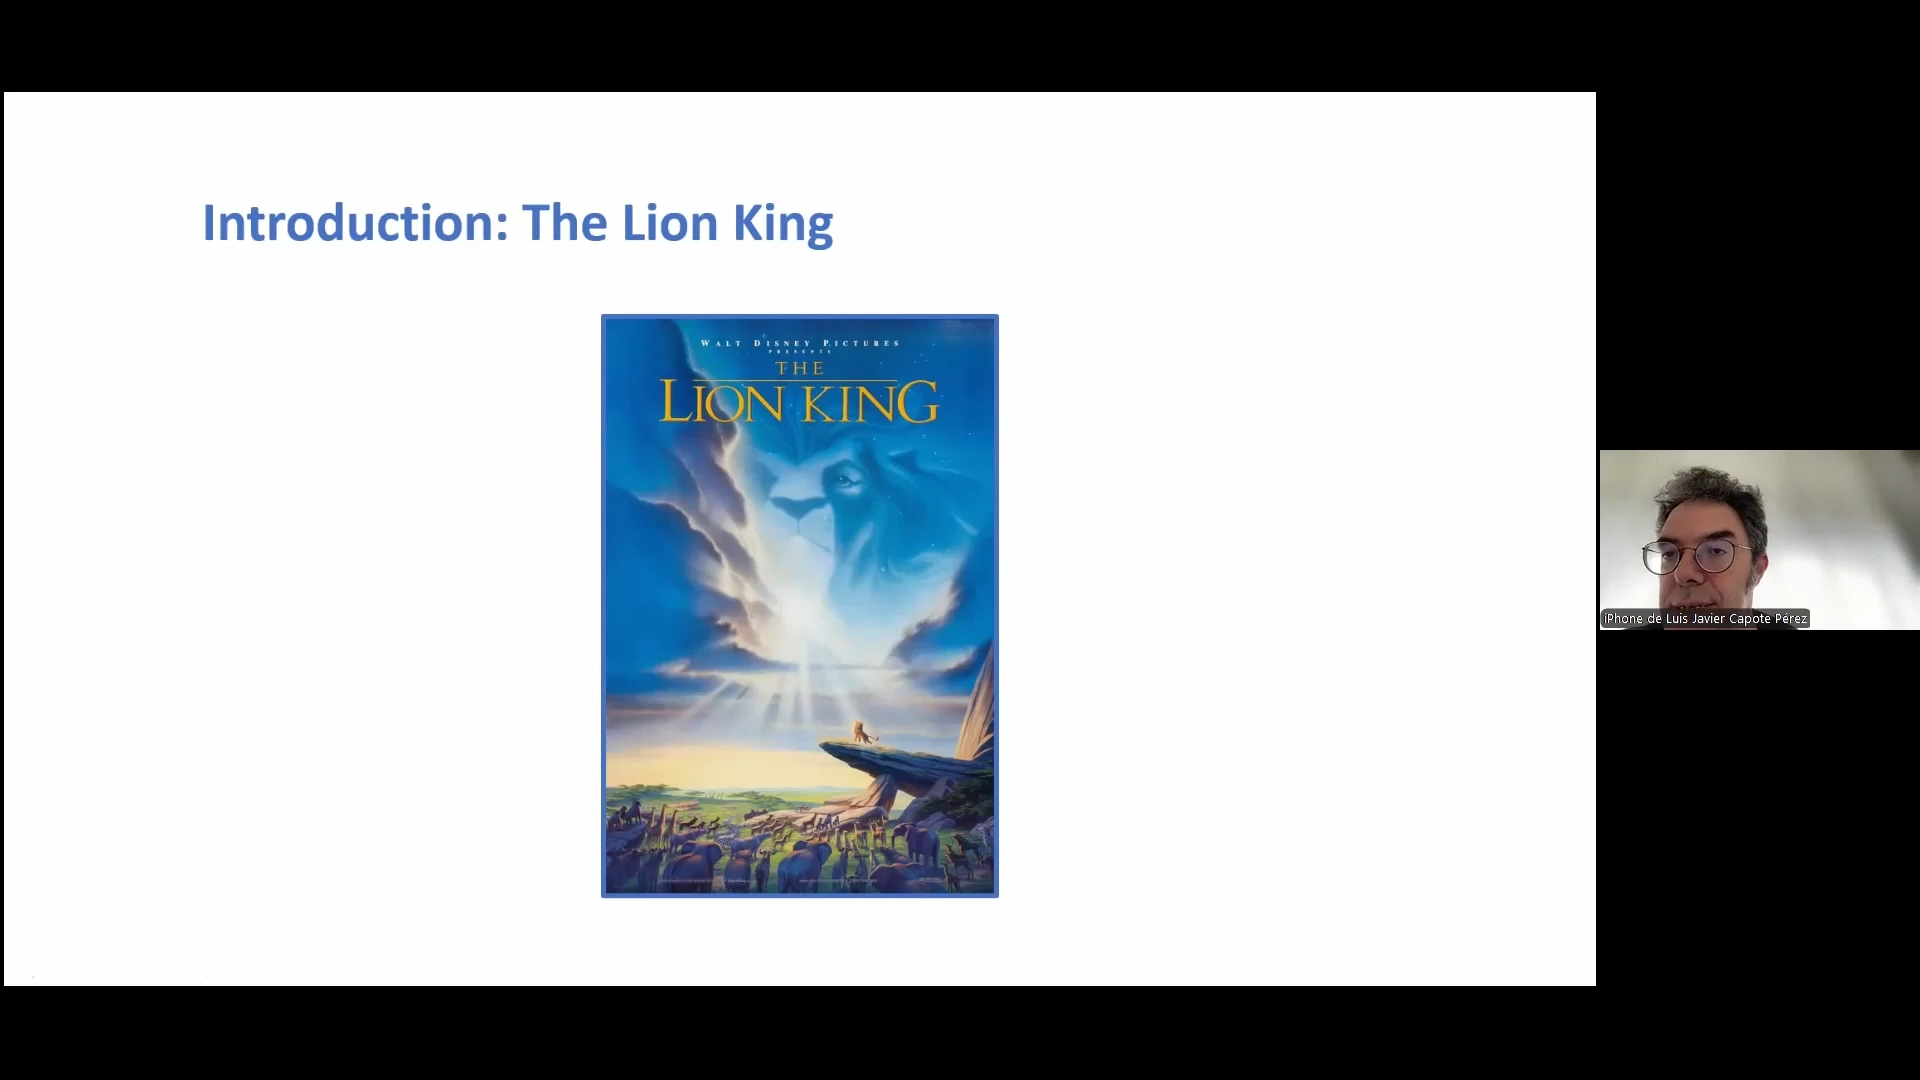 Introduction: The Lion King
WALT DISNEY PICTURES
PRESENTS
THE
LION KING
iPhone de Luis Javier Capote Pérez